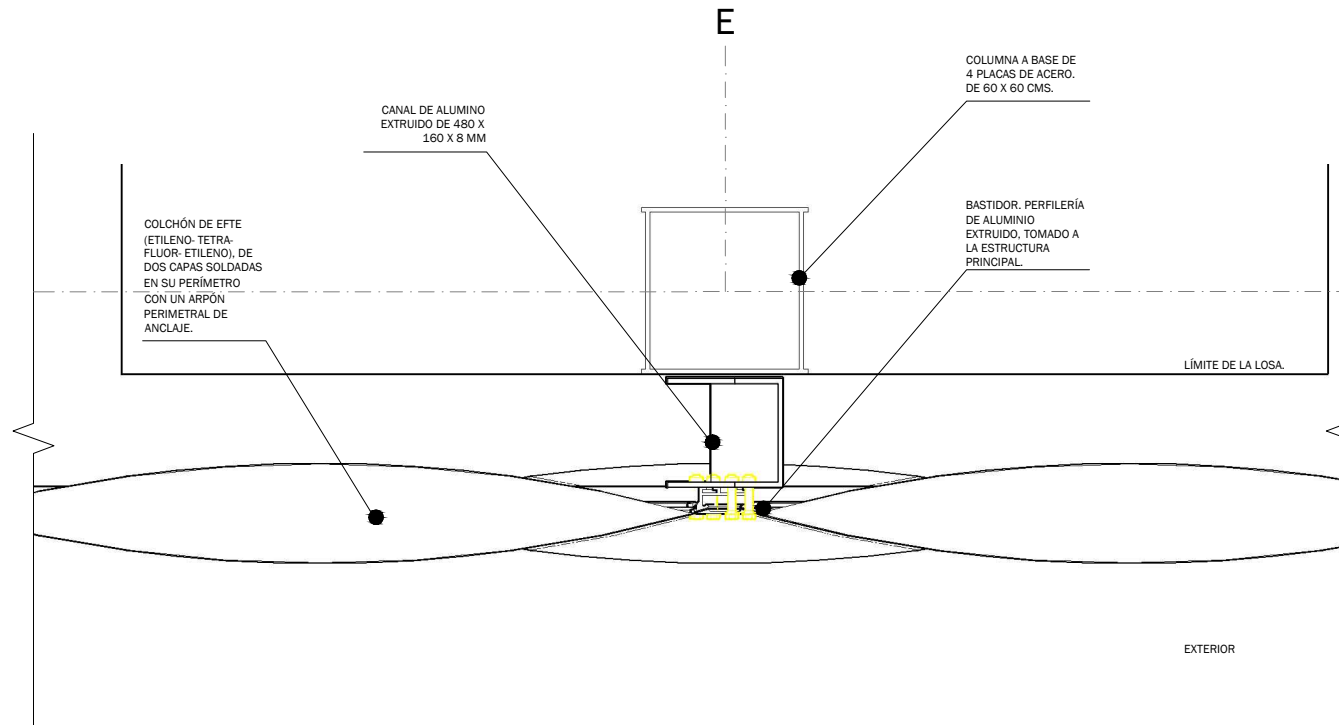 E
COLUMNA A BASE DE
4 PLACAS DE ACERO.
DE 60 X 60 CMS.
CANAL DE ALUMINO
EXTRUIDO DE 480 X
160 X 8 MM
BASTIDOR. PERFILERÍA
DE ALUMINIO
EXTRUIDO, TOMADO A
LA ESTRUCTURA
PRINCIPAL.
COLCHÓN DE EFTE
(ETILENO- TETRA-
FLUOR- ETILENO), DE
DOS CAPAS SOLDADAS
EN SU PERÍMETRO
CON UN ARPÓN
PERIMETRAL DE
ANCLAJE.
LÍMITE DE LA LOSA.
EXTERIOR